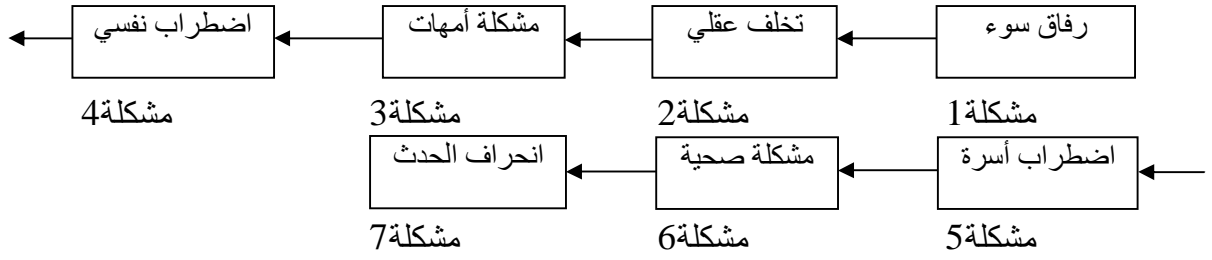 رفاق سوء
تخلف عقلي
مشكلة أمهات
اضطراب نفسي
مشكلة1
مشكلة2
مشكلة3
مشكلة4
اضطراب أسرة
مشكلة صحية
انحراف الحدث
مشكلة5
مشكلة6
مشكلة7